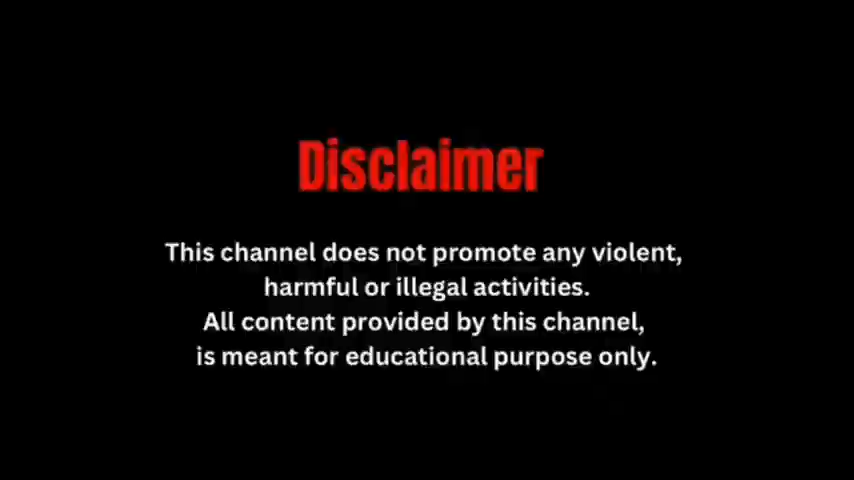 Disclaimer
This channel does not promote any violent,
harmful or illegal activities.
All content provided by this channel,
is meant for educational purpose only.